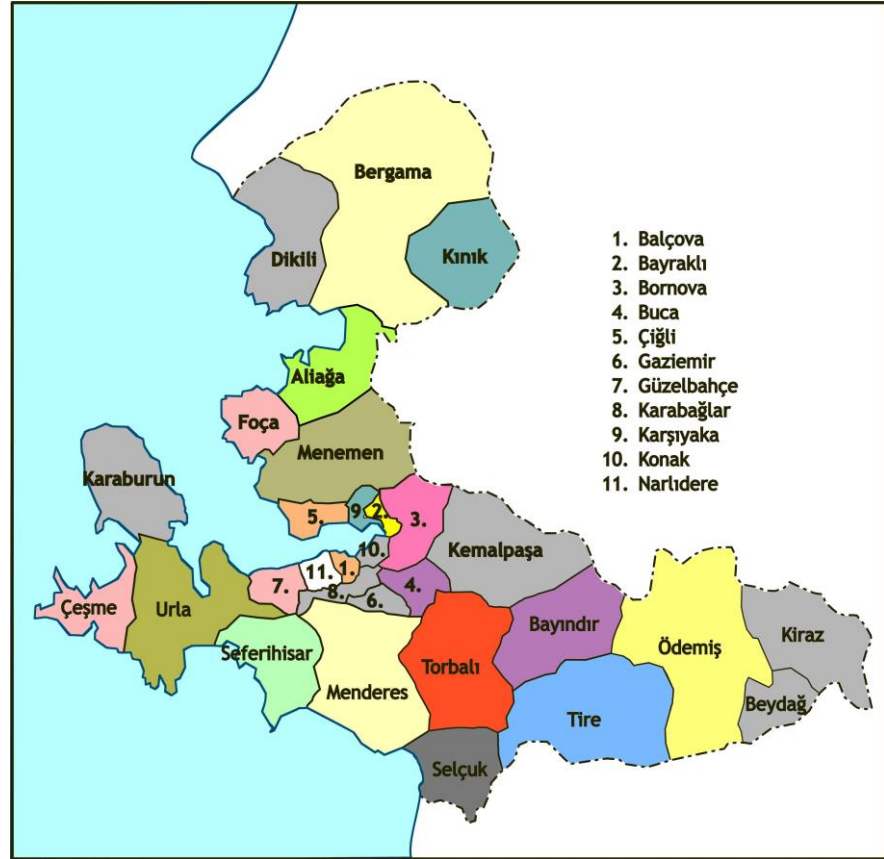 Bergama
Dikili
Kınık
Aliağa
Foça
Menemen
Karaburun
5.
9.
2.
3.
10.
Kemalpaşa
7.
11.
1.
8.
6.
4.
Çeşme
Urla
Seferihisar
Menderes
Torbalı
Bayındır
Ödemiş
Kiraz
Beydağ
Tire
Selçuk
1. Balçova
2. Bayraklı
3. Bornova
4. Buca
5. Çiğli
6. Gaziemir
7. Güzelbahçe
8. Karabağlar
9. Karşıyaka
10. Konak
11. Narlıdere